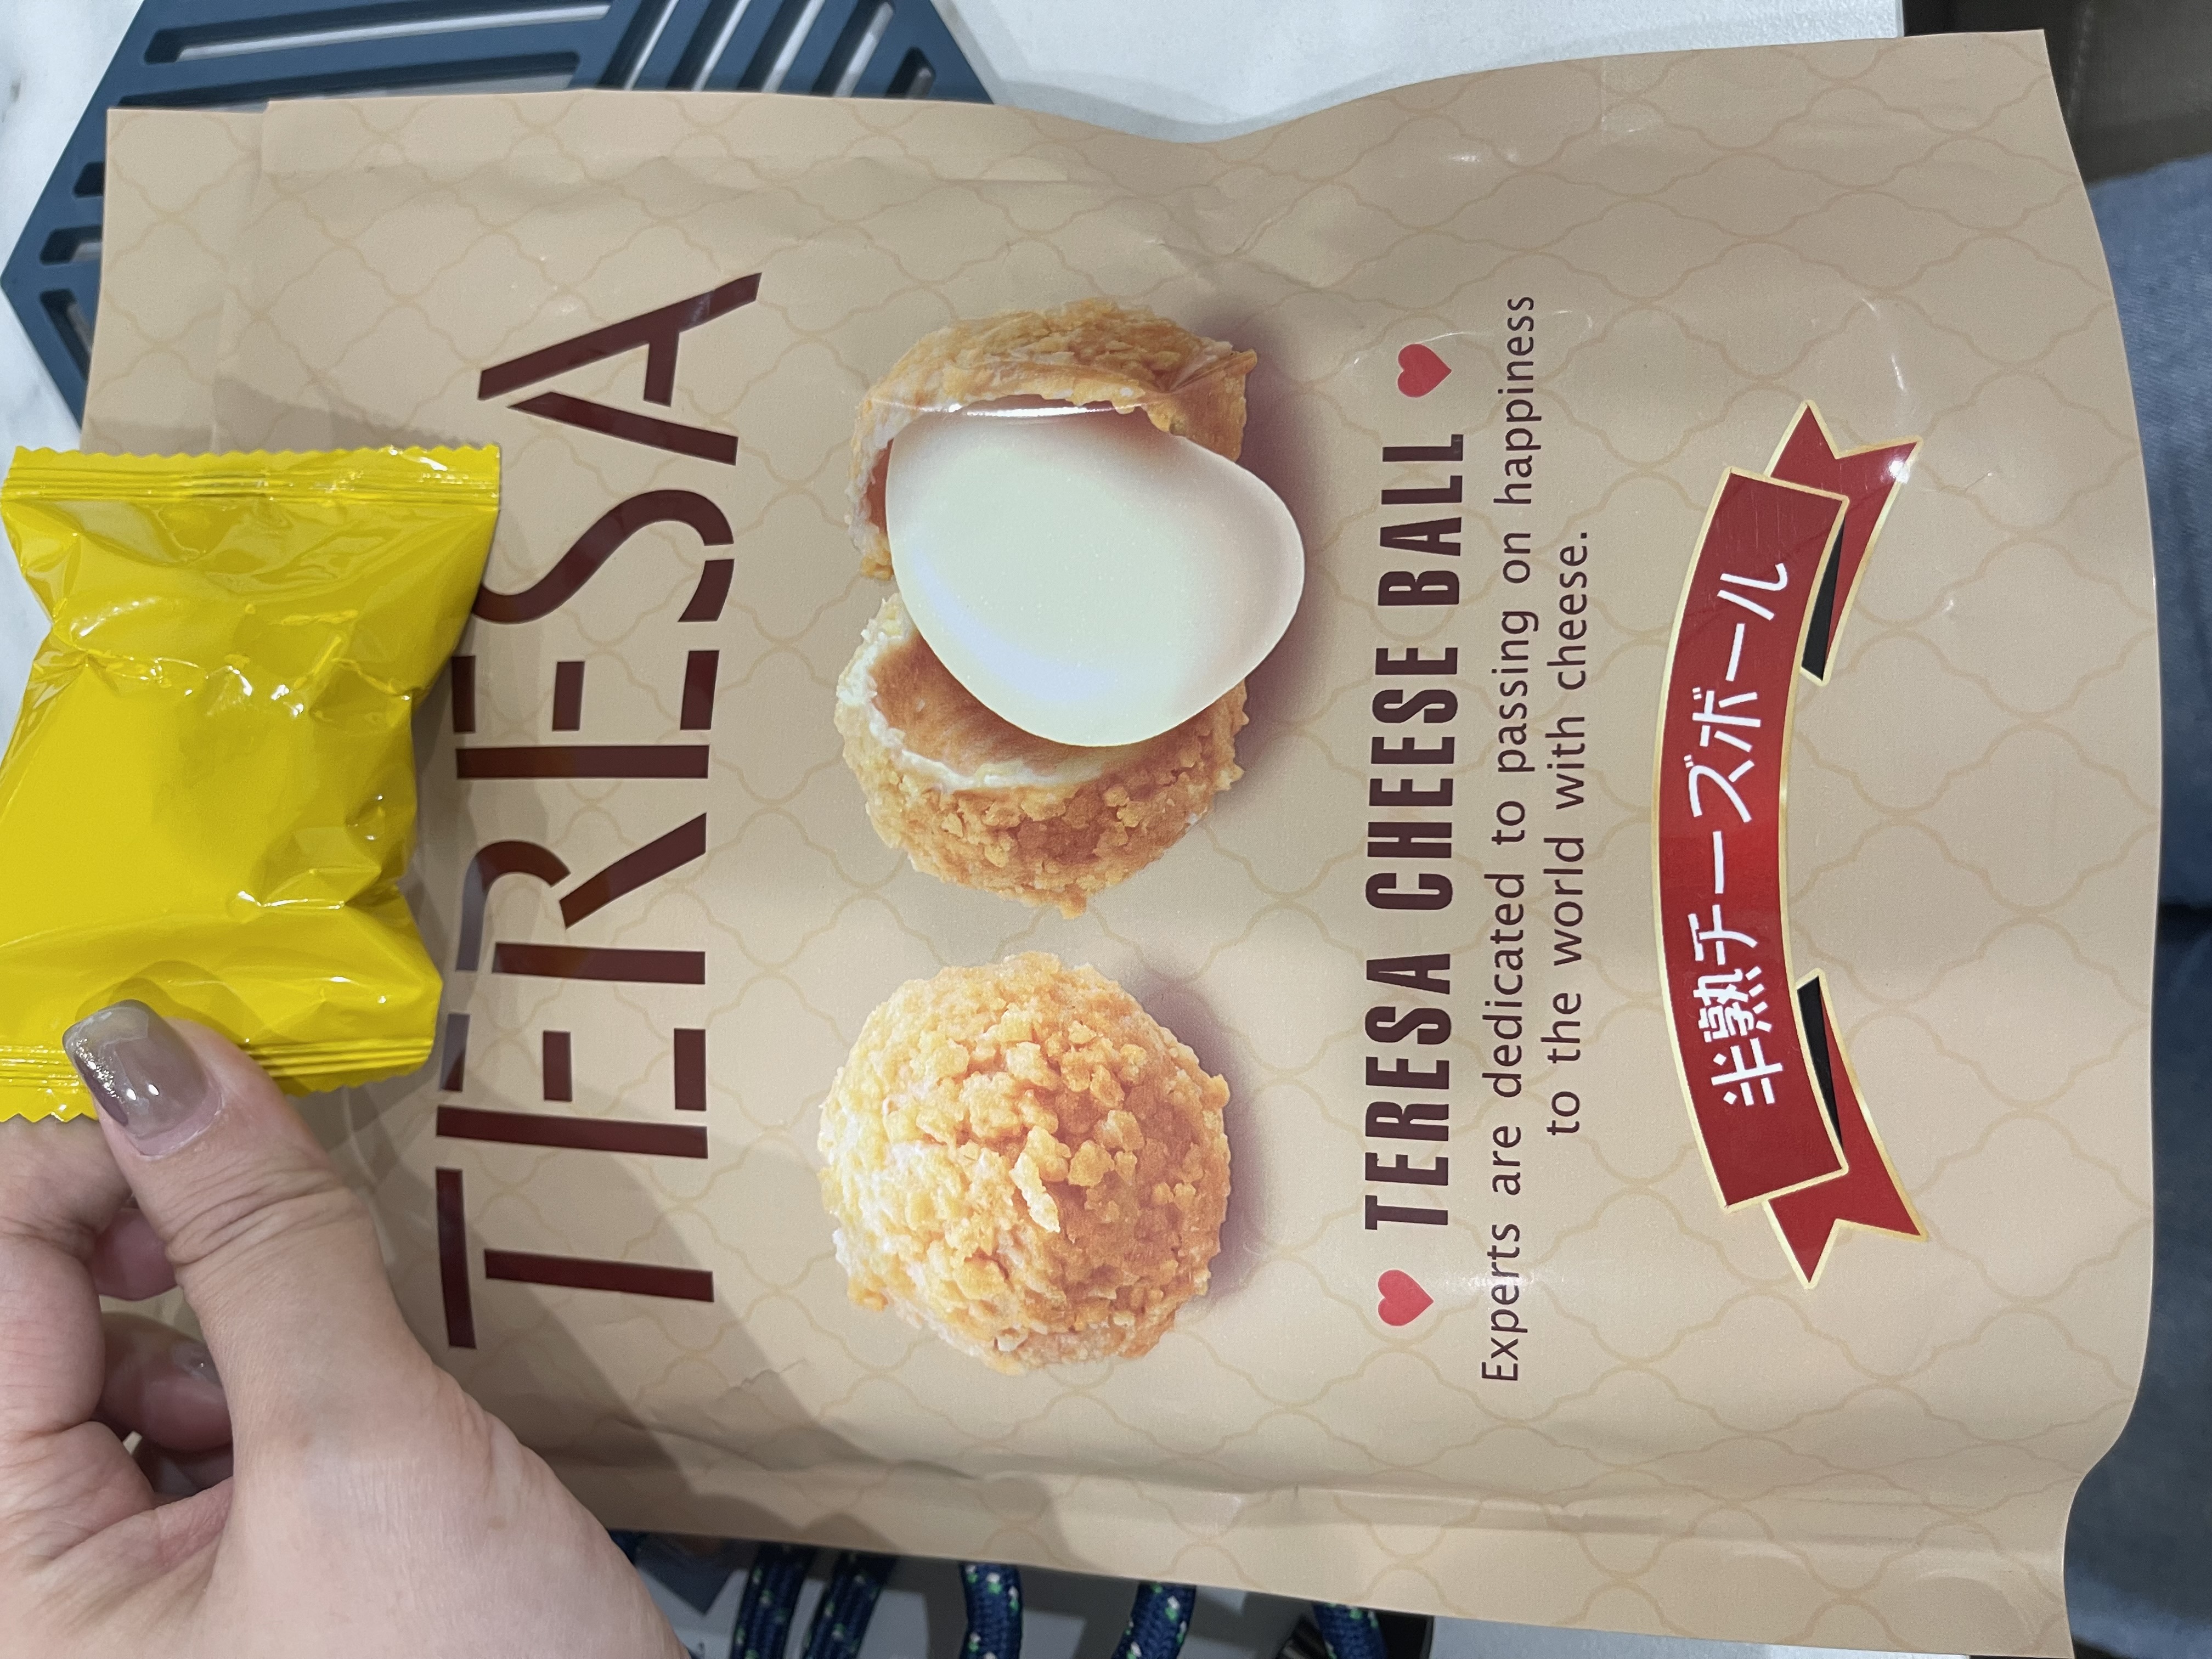 TERESA
TERESA CHEESE BALL
Experts are dedicated to passing on happiness
to the world with cheese.
半熟チーズボール